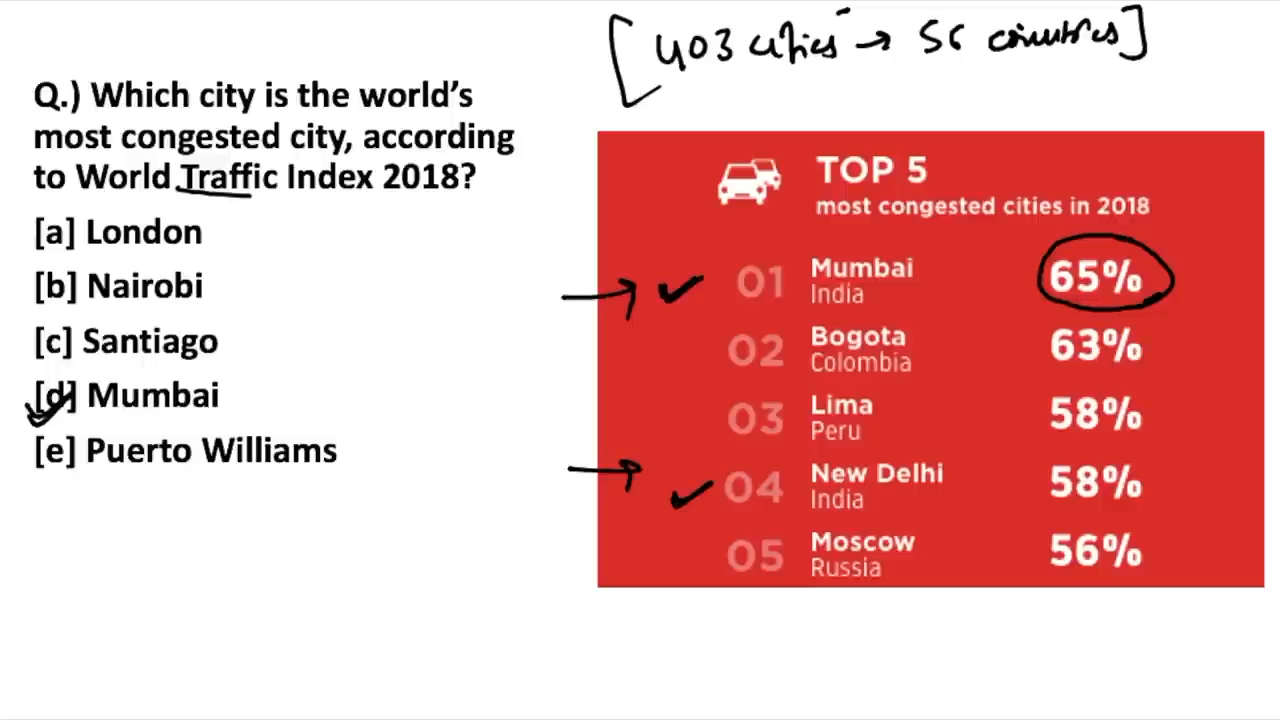 [403 cities → 56 countries]
Q.) Which city is the world's
most congested city, according
to World Traffic Index 2018?
[a] London
[b] Nairobi
[c] Santiago
[d] Mumbai
[e] Puerto Williams
TOP 5
most congested cities in 2018
01 Mumbai 65%
India
02 Bogota 63%
Colombia
03 Lima 58%
Peru
04 New Delhi 58%
India
05 Moscow 56%
Russia